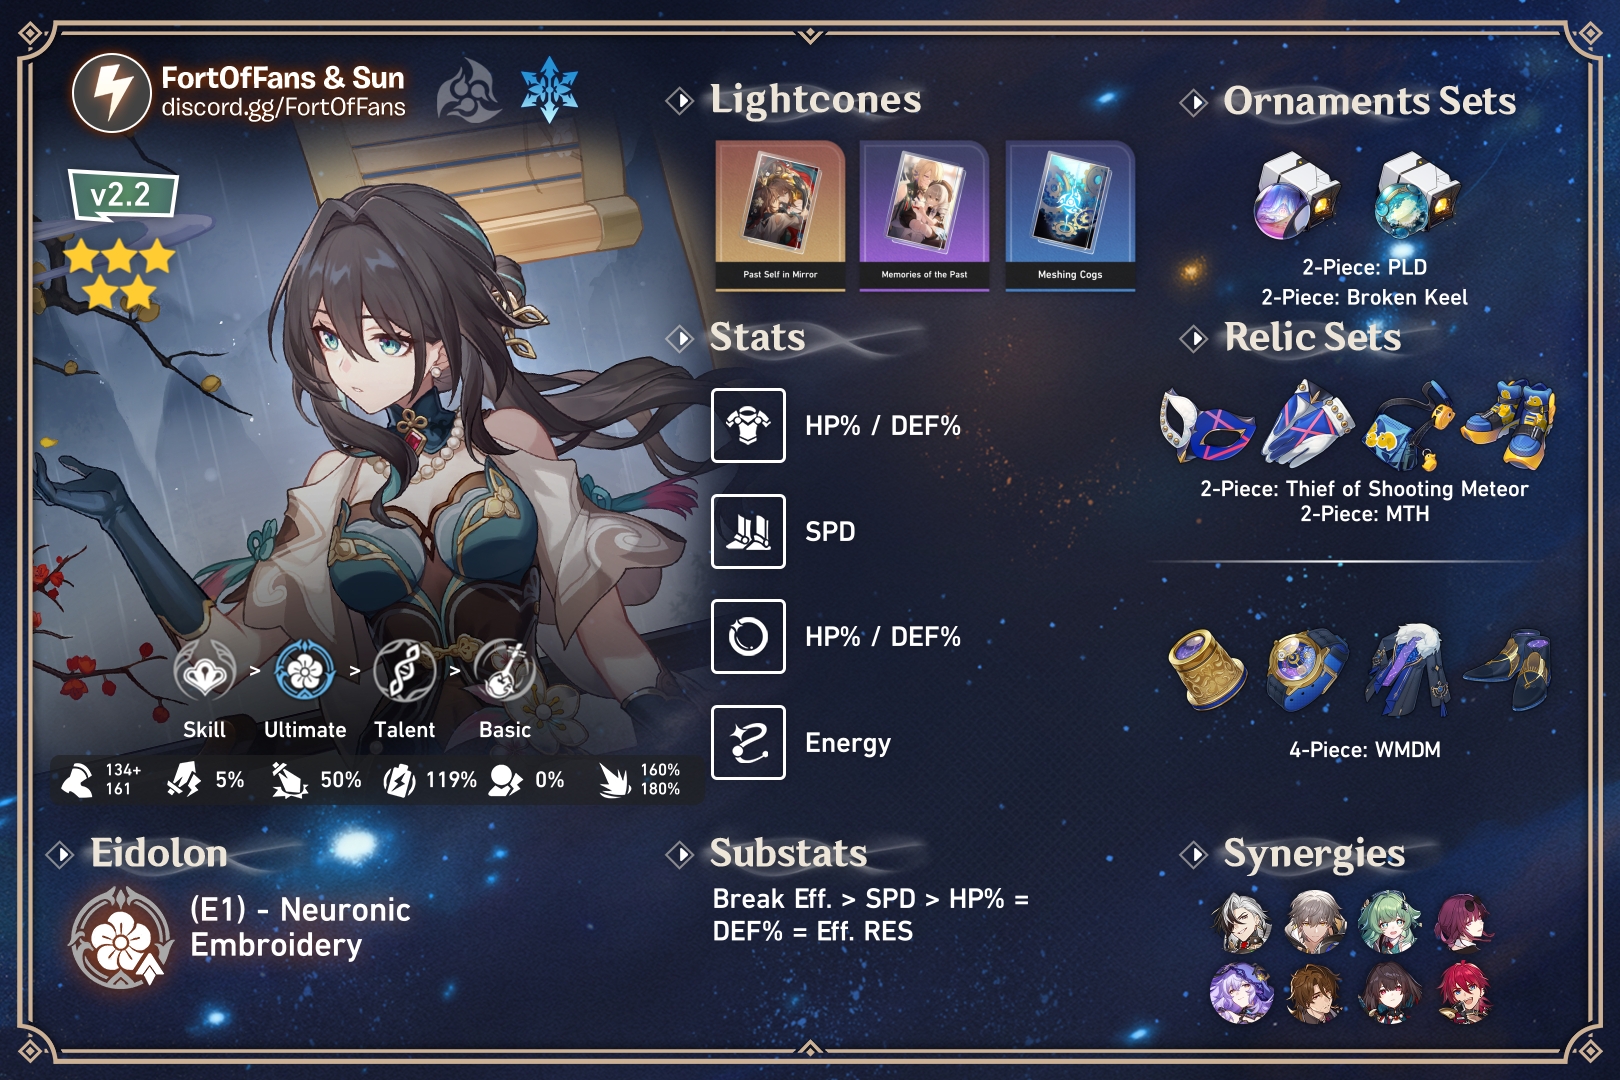 FortOfFans & Sun
discord.gg/FortOfFans
v2.2
Skill > Ultimate > Talent > Basic
134+
161
5%
50%
119%
0%
160%
180%
Eidolon
(E1) - Neuronic
Embroidery
Lightcones
Past Self in Mirror
Memories of the Past
Meshing Cogs
Stats
HP% / DEF%
SPD
HP% / DEF%
Energy
Substats
Break Eff. > SPD > HP% =
DEF% = Eff. RES
Ornaments Sets
2-Piece: PLD
2-Piece: Broken Keel
Relic Sets
2-Piece: Thief of Shooting Meteor
2-Piece: MTH
4-Piece: WMDM
Synergies